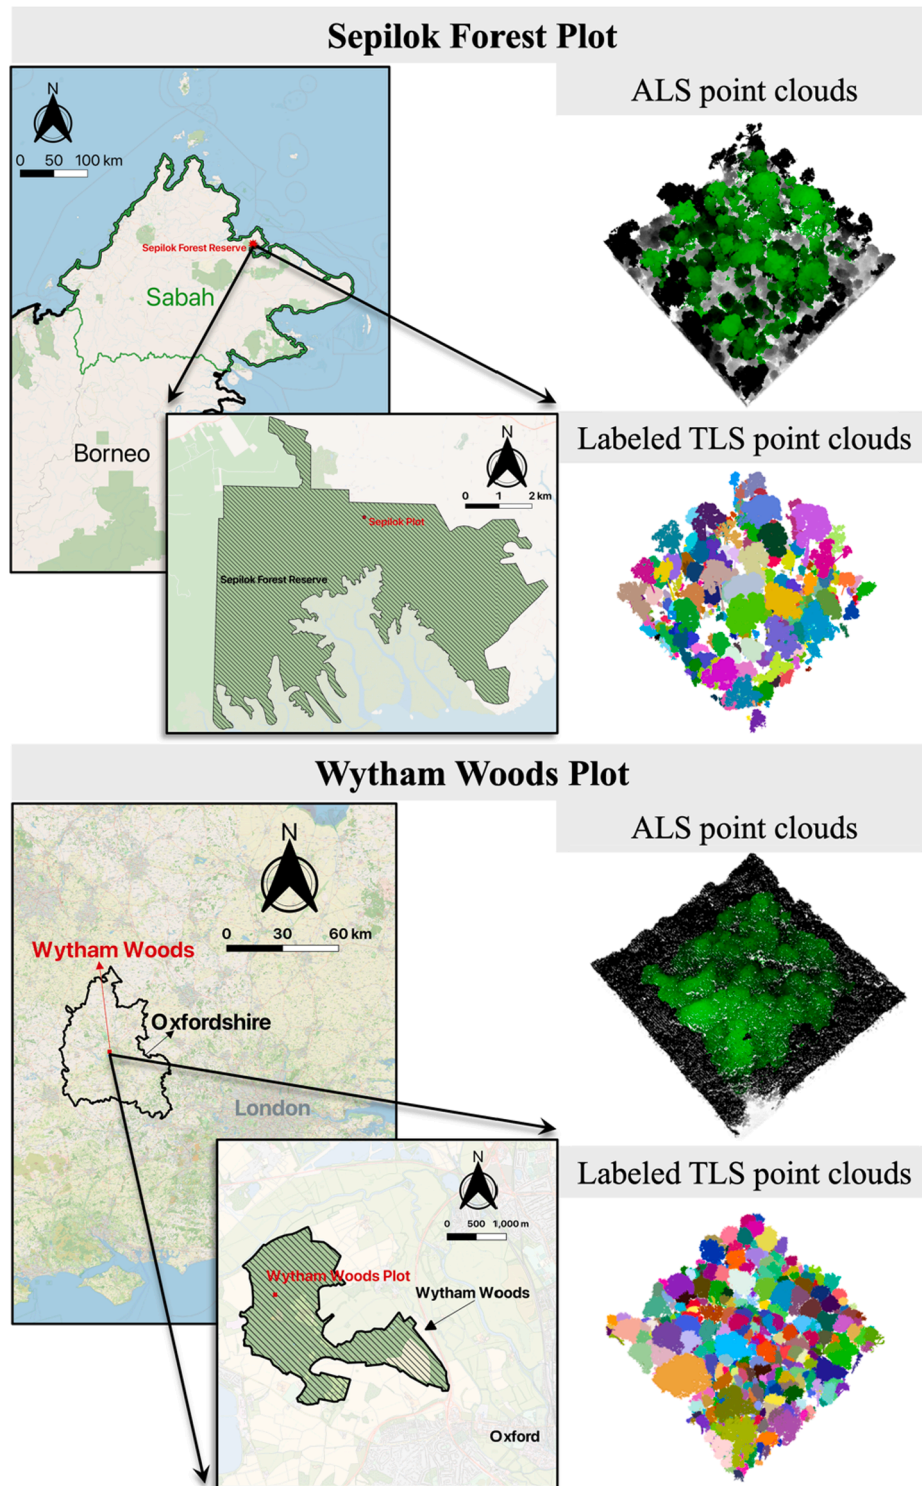 Sepilok Forest Plot
ALS point clouds
N
0 50 100 km
Sepilok Forest Reserve
Sabah
Borneo
Labeled TLS point clouds
N
0 1 2 km
Sepilok Plot
Sepilok Forest Reserve
Wytham Woods Plot
ALS point clouds
N
0 30 60 km
Wytham Woods
Oxfordshire
London
Labeled TLS point clouds
N
0 500 1,000 m
Wytham Woods Plot
Wytham Woods
Oxford